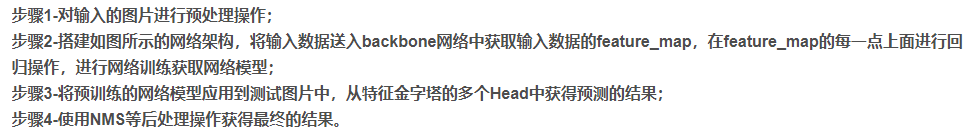 步骤1-对输入的图片进行预处理操作；
步骤2-搭建如图所示的网络架构，将输入数据送入backbone网络中获取输入数据的feature_map，在feature_map的每一点上面进行回
归操作，进行网络训练获取网络模型；
步骤3-将预训练的网络模型应用到测试图片中，从特征金字塔的多个Head中获得预测的结果；
步骤4-使用NMS等后处理操作获得最终的结果。